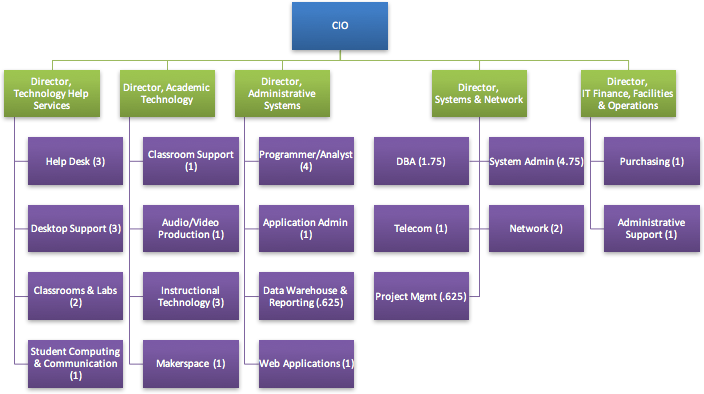 CIO
Director,
Technology Help
Services
Director, Academic
Technology
Director,
Administrative
Systems
Director,
Systems & Network
Director,
IT Finance, Facilities
& Operations
Help Desk (3)
Classroom Support
(1)
Programmer/Analyst
(4)
DBA (1.75)
System Admin (4.75)
Purchasing (1)
Desktop Support (3)
Audio/Video
Production (1)
Application Admin
(1)
Telecom (1)
Network (2)
Administrative
Support (1)
Classrooms & Labs
(2)
Instructional
Technology (3)
Data Warehouse &
Reporting (.625)
Project Mgmt (.625)
Student Computing
& Communication
(1)
Makerspace (1)
Web Applications (1)